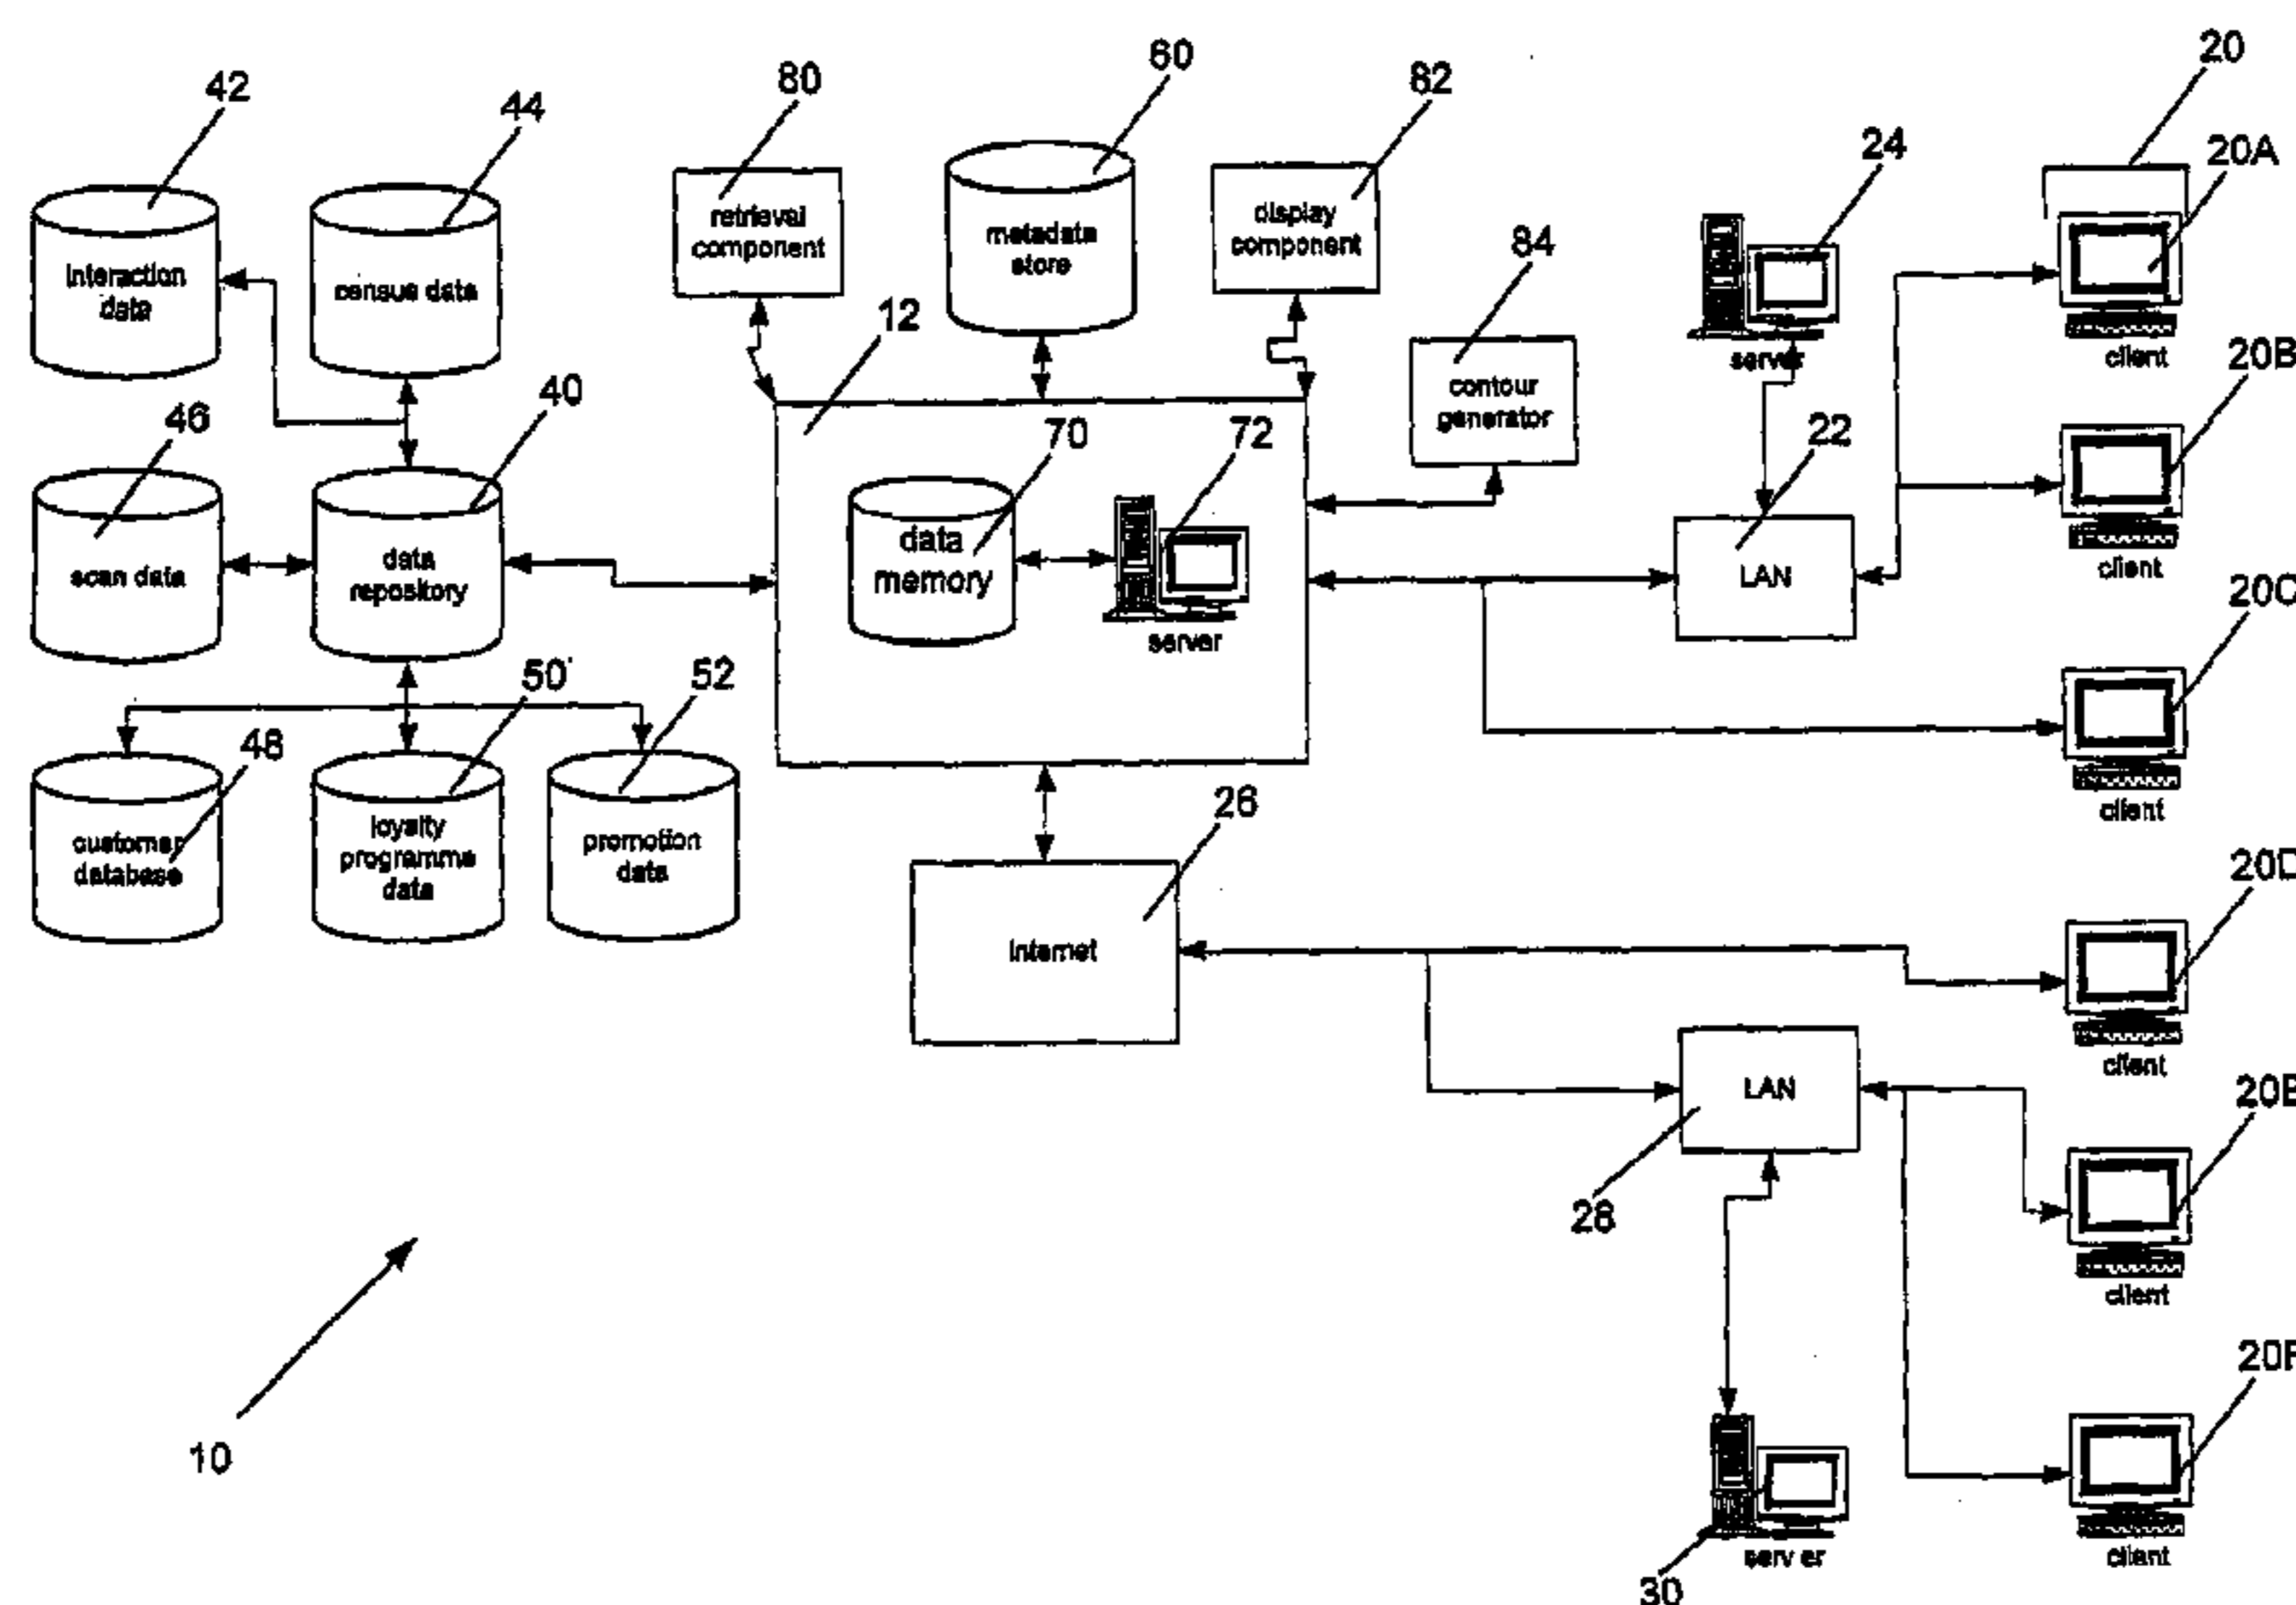 42
44
80
60
82
20
20A
24
interaction
data
census data
retrieval
component
metadata
store
display
component
84
contour
generator
server
client
20B
12
46
40
70
72
22
scan data
data
repository
data
memory
server
LAN
client
20C
50
52
48
customer
database
loyalty
programme
data
promotion
data
26
Internet
client
20D
client
LAN
28
20E
client
20F
10
server
30
client